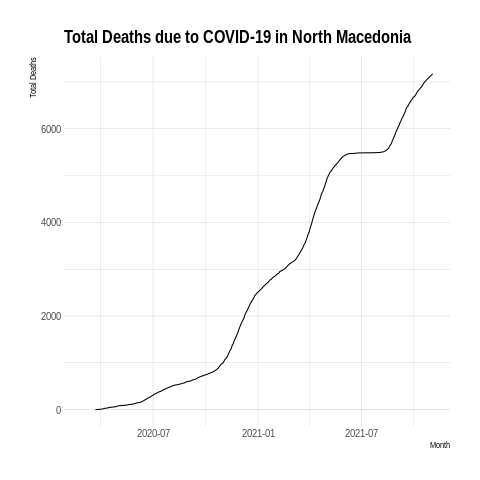 Total Deaths due to COVID-19 in North Macedonia
Total Deaths
6000
4000
2000
0
2020-07 2021-01 2021-07
Month